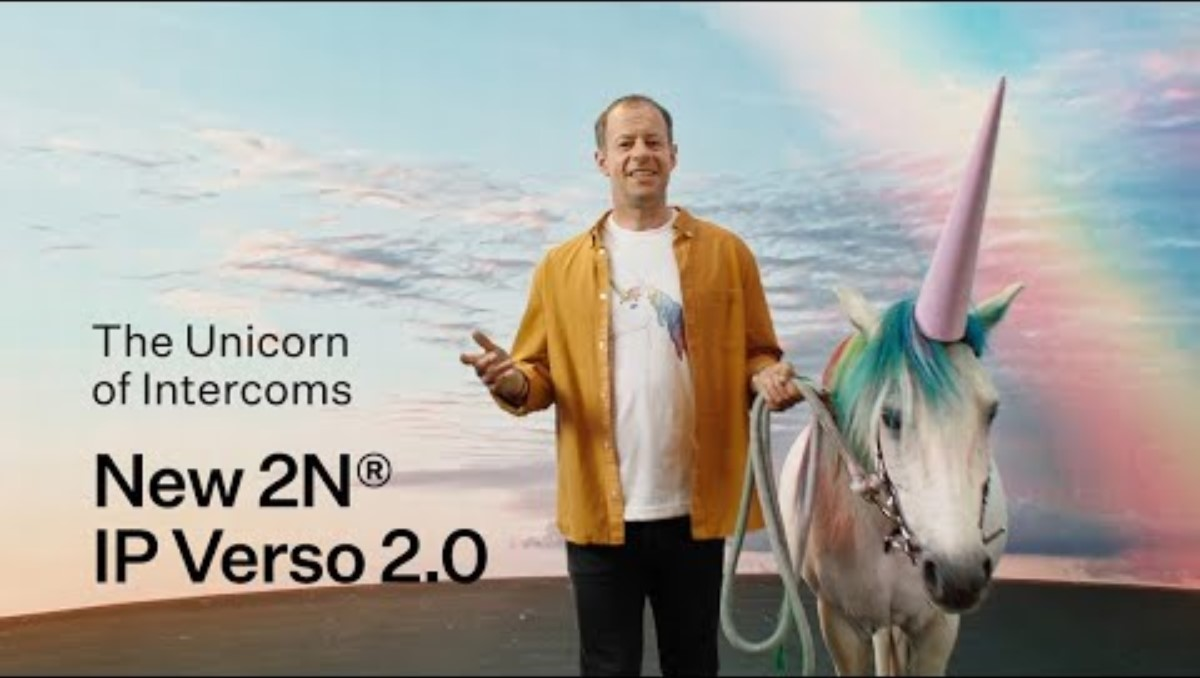 The Unicorn
of Intercoms
New 2N®
IP Verso 2.0